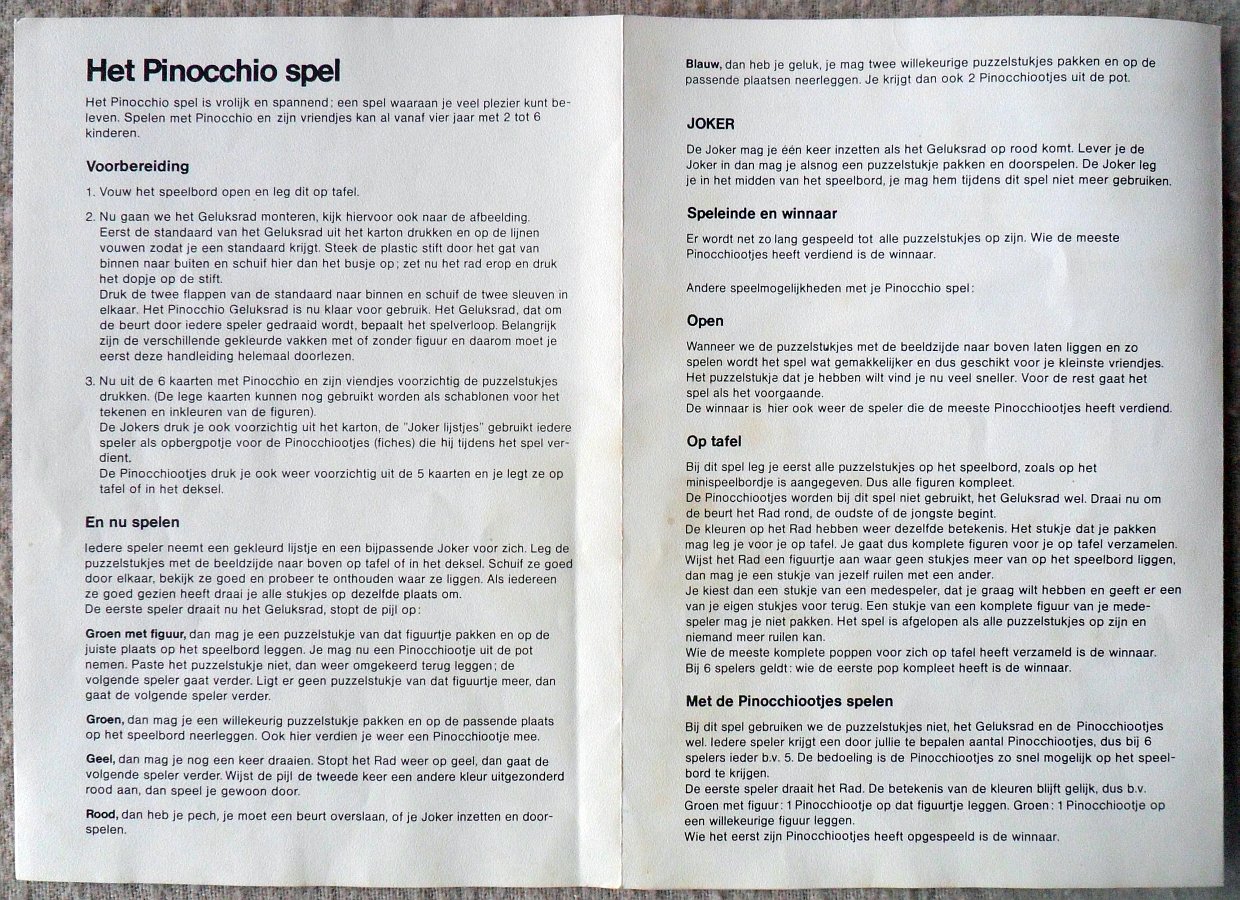 Het Pinocchio spel
Het Pinocchio spel is vrolijk en spannend; een spel waaraan je veel plezier kunt be-
leven. Spelen met Pinocchio en zijn vriendjes kan al vanaf vier jaar met 2 tot 6
kinderen.
Voorbereiding
1. Vouw het speelbord open en leg dit op tafel.
2. Nu gaan we het Geluksrad monteren, kijk hiervoor ook naar de afbeelding.
Eerst de standaard van het Geluksrad uit het karton drukken en op de lijnen
vouwen zodat je een standaard krijgt. Steek de plastic stift door het gat van
binnen naar buiten en schuif hier dan het busje op; zet nu het rad erop en druk
het dopje op de stift.
Druk de twee flappen van de standaard naar binnen en schuif de twee sleuven in
elkaar. Het Pinocchio Geluksrad is nu klaar voor gebruik. Het Geluksrad, dat om
de beurt door iedere speler gedraaid wordt, bepaalt het spelverloop. Belangrijk
zijn de verschillende gekleurde vakken met of zonder figuur en daarom moet je
eerst deze handleiding helemaal doorlezen.
3. Nu uit de 6 kaarten met Pinocchio en zijn viendjes voorzichtig de puzzelstukjes
drukken. (De lege kaarten kunnen nog gebruikt worden als schablonen voor het
tekenen en inkleuren van de figuren).
De Jokers druk je ook voorzichtig uit het karton, de "Joker lijstjes" gebruikt iedere
speler als opbergpotje voor de Pinocchiootjes (fiches) die hij tijdens het spel ver-
dient.
De Pinocchiootjes druk je ook weer voorzichtig uit de 5 kaarten en je legt ze op
tafel of in het deksel.
En nu spelen
Iedere speler neemt een gekleurd lijstje en een bijpassende Joker voor zich. Leg de
puzzelstukjes met de beeldzijde naar boven op tafel of in het deksel. Schuif ze goed
door elkaar, bekijk ze goed en probeer te onthouden waar ze liggen. Als iedereen
ze goed gezien heeft draai je alle stukjes op dezelfde plaats om.
De eerste speler draait nu het Geluksrad, stopt de pijl op:
Groen met figuur, dan mag je een puzzelstukje van dat figuurtje pakken en op de
juiste plaats op het speelbord leggen. Je mag nu een Pinocchiootje uit de pot
nemen. Paste het puzzelstukje niet, dan weer omgekeerd terug leggen; de
volgende speler gaat verder. Ligt er geen puzzelstukje van dat figuurtje meer, dan
gaat de volgende speler verder.
Groen, dan mag je een willekeurig puzzelstukje pakken en op de passende plaats
op het speelbord neerleggen. Ook hier verdien je weer een Pinocchiootje mee.
Geel, dan mag je nog een keer draaien. Stopt het Rad weer op geel, dan gaat de
volgende speler verder. Wijst de pijl de tweede keer een andere kleur uitgezonderd
rood aan, dan speel je gewoon door.
Rood, dan heb je pech, je moet een beurt overslaan, of je Joker inzetten en door-
spelen.
Blauw, dan heb je geluk, je mag twee willekeurige puzzelstukjes pakken en op de
passende plaatsen neerleggen. Je krijgt dan ook 2 Pinocchiootjes uit de pot.
JOKER
De Joker mag je één keer inzetten als het Geluksrad op rood komt. Lever je de
Joker in dan mag je alsnog een puzzelstukje pakken en doorspelen. De Joker leg
je in het midden van het speelbord, je mag hem tijdens dit spel niet meer gebruiken.
Speleinde en winnaar
Er wordt net zo lang gespeeld tot alle puzzelstukjes op zijn. Wie de meeste
Pinocchiootjes heeft verdiend is de winnaar.
Andere speelmogelijkheden met je Pinocchio spel:
Open
Wanneer we de puzzelstukjes met de beeldzijde naar boven laten liggen en zo
spelen wordt het spel wat gemakkelijker en dus geschikt voor je kleinste vriendjes.
Het puzzelstukje dat je hebben wilt vind je nu veel sneller. Voor de rest gaat het
spel als het voorgaande.
De winnaar is hier ook weer de speler die de meeste Pinocchiootjes heeft verdiend.
Op tafel
Bij dit spel leg je eerst alle puzzelstukjes op het speelbord, zoals op het
minispeelbordje is aangegeven. Dus alle figuren kompleet.
De Pinocchiootjes worden bij dit spel niet gebruikt, het Geluksrad wel. Draai nu om
de beurt het Rad rond, de oudste of de jongste begint.
De kleuren op het Rad hebben weer dezelfde betekenis. Het stukje dat je pakken
mag leg je voor je op tafel. Je gaat dus komplete figuren voor je op tafel verzamelen.
Wijst het Rad een figuurtje aan waar geen stukjes meer van op het speelbord liggen,
dan mag je een stukje van jezelf ruilen met een ander.
Je kiest dan een stukje van een medespeler, dat je graag wilt hebben en geeft er een
van je eigen stukjes voor terug. Een stukje van een komplete figuur van je mede-
speler mag je niet pakken. Het spel is afgelopen als alle puzzelstukjes op zijn en
niemand meer ruilen kan.
Wie de meeste komplete poppen voor zich op tafel heeft verzameld is de winnaar.
Bij 6 spelers geldt: wie de eerste pop kompleet heeft is de winnaar.
Met de Pinocchiootjes spelen
Bij dit spel gebruiken we de puzzelstukjes niet, het Geluksrad en de Pinocchiootjes
wel. Iedere speler krijgt een door jullie te bepalen aantal Pinocchiootjes, dus bij 6
spelers ieder b.v. 5. De bedoeling is de Pinocchiootjes zo snel mogelijk op het speel-
bord te krijgen.
De eerste speler draait het Rad. De betekenis van de kleuren blijft gelijk, dus b.v.
Groen met figuur: 1 Pinocchiootje op dat figuurtje leggen. Groen: 1 Pinocchiootje op
een willekeurige figuur leggen.
Wie het eerst zijn Pinocchiootjes heeft opgespeeld is de winnaar.